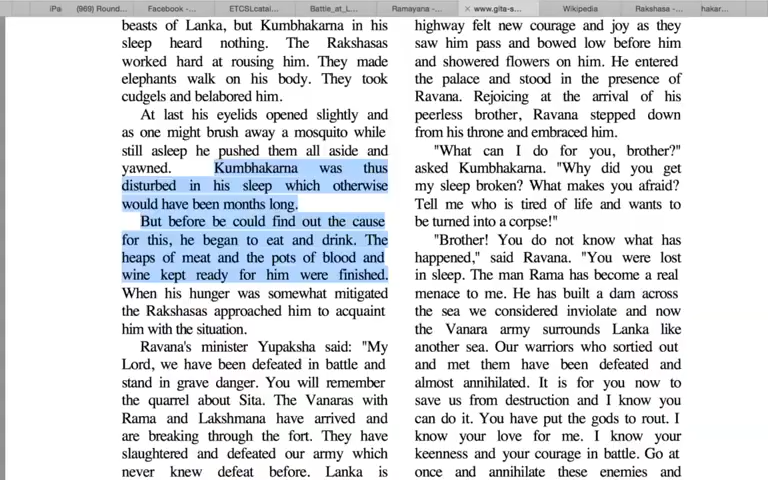 iPa
(969) Round...
Facebook -...
ETCSLcatal...
Battle_at_L...
Ramayana -...
× www.gita-s...
Wikipedia
Rakshasa -...
beasts of Lanka, but Kumbhakarna in his
sleep heard nothing. The Rakshasas
worked hard at rousing him. They made
elephants walk on his body. They took
cudgels and belabored him.
At last his eyelids opened slightly and
as one might brush away a mosquito while
still asleep he pushed them all aside and
yawned. Kumbhakarna was thus
disturbed in his sleep which otherwise
would have been months long.
But before be could find out the cause
for this, he began to eat and drink. The
heaps of meat and the pots of blood and
wine kept ready for him were finished.
When his hunger was somewhat mitigated
the Rakshasas approached him to acquaint
him with the situation.
Ravana's minister Yupaksha said: "My
Lord, we have been defeated in battle and
stand in grave danger. You will remember
the quarrel about Sita. The Vanaras with
Rama and Lakshmana have arrived and
are breaking through the fort. They have
slaughtered and defeated our army which
never knew defeat before. Lanka is
highway felt new courage and joy as they
saw him pass and bowed low before him
and showered flowers on him. He entered
the palace and stood in the presence of
Ravana. Rejoicing at the arrival of his
peerless brother, Ravana stepped down
from his throne and embraced him.
"What can I do for you, brother?"
asked Kumbhakarna. "Why did you get
my sleep broken? What makes you afraid?
Tell me who is tired of life and wants to
be turned into a corpse!"
"Brother! You do not know what has
happened," said Ravana. "You were lost
in sleep. The man Rama has become a real
menace to me. He has built a dam across
the sea we considered inviolate and now
the Vanara army surrounds Lanka like
another sea. Our warriors who sortied out
and met them have been defeated and
almost annihilated. It is for you now to
save us from destruction and I know you
can do it. You have put the gods to rout. I
know your love for me. I know your
keenness and your courage in battle. Go at
once and annihilate these enemies and